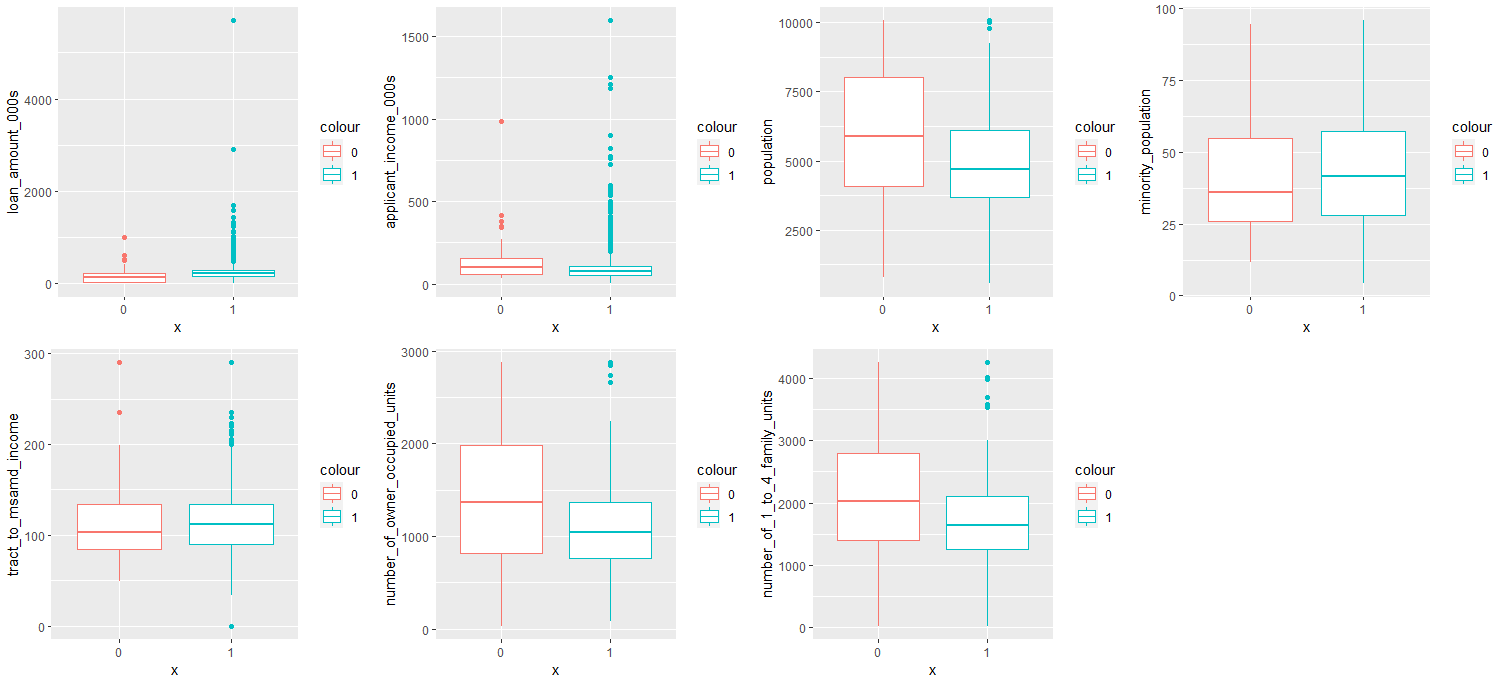 loan_amount_000s
4000
2000
0
0
1
x
colour
0
1
applicant_income_000s
1500
1000
500
0
0
1
x
colour
0
1
population
10000
7500
5000
2500
0
1
x
colour
0
1
minority_population
100
75
50
25
0
0
1
x
colour
0
1
tract_to_msamd_income
300
200
100
0
0
1
x
colour
0
1
number_of_owner_occupied_units
3000
2000
1000
0
0
1
x
colour
0
1
number_of_1_to_4_family_units
4000
3000
2000
1000
0
0
1
x
colour
0
1